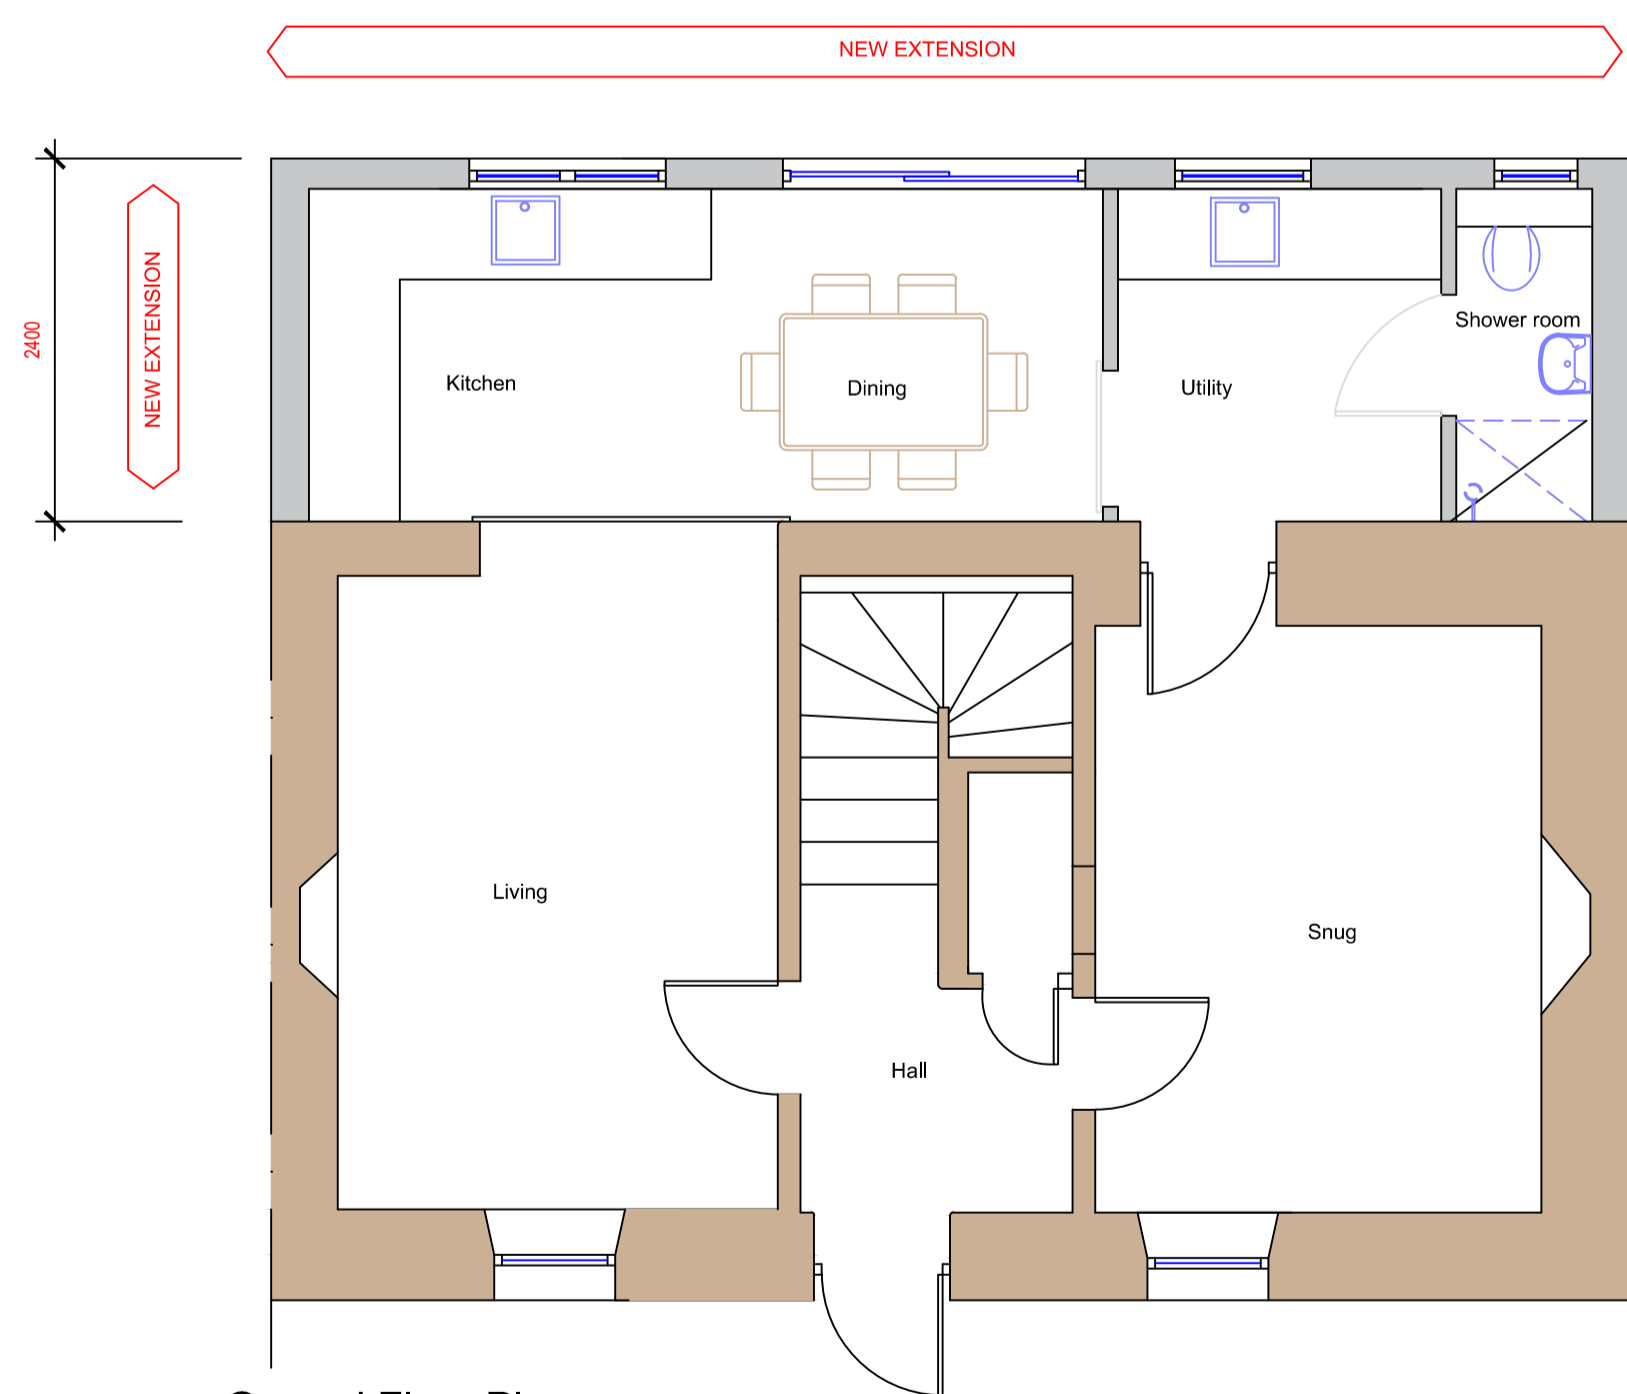 NEW EXTENSION
2400
NEW EXTENSION
Shower room
Kitchen
Dining
Utility
Living
Snug
Hall